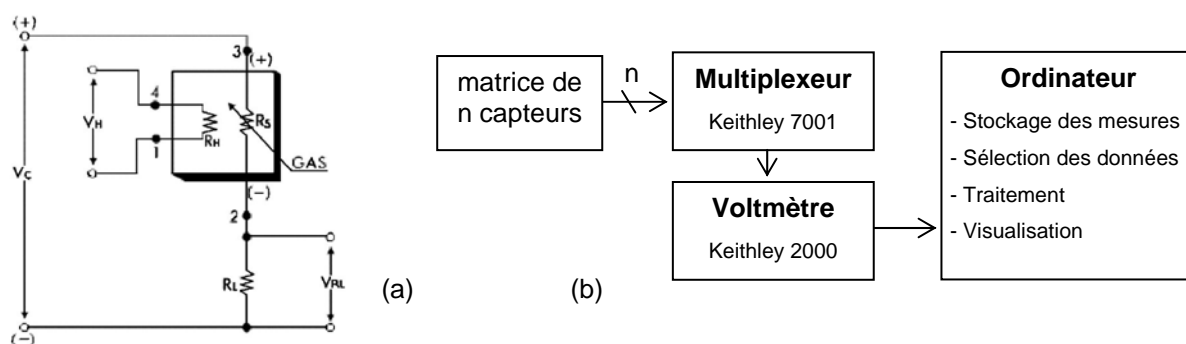 (+)
3
(+)
4
VH
RH
RS
1
GAS
VC
(-)
2
RL
VRL
(-)
(a)
matrice de
n capteurs
n
Multiplexeur
Keithley 7001
Voltmètre
Keithley 2000
(b)
Ordinateur
- Stockage des mesures
- Sélection des données
- Traitement
- Visualisation